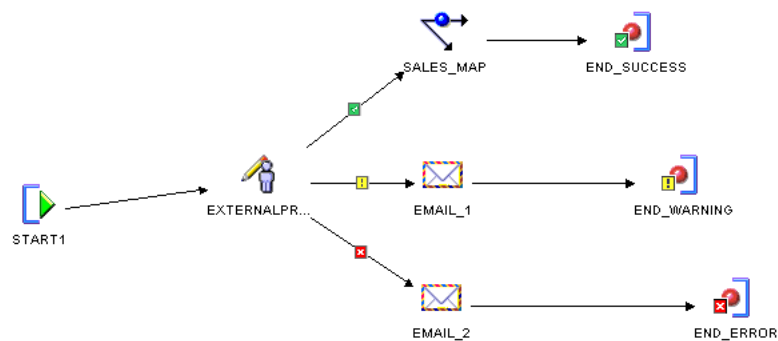 SALES_MAP
END_SUCCESS
START1
EXTERNALPR...
EMAIL_1
END_WARNING
EMAIL_2
END_ERROR